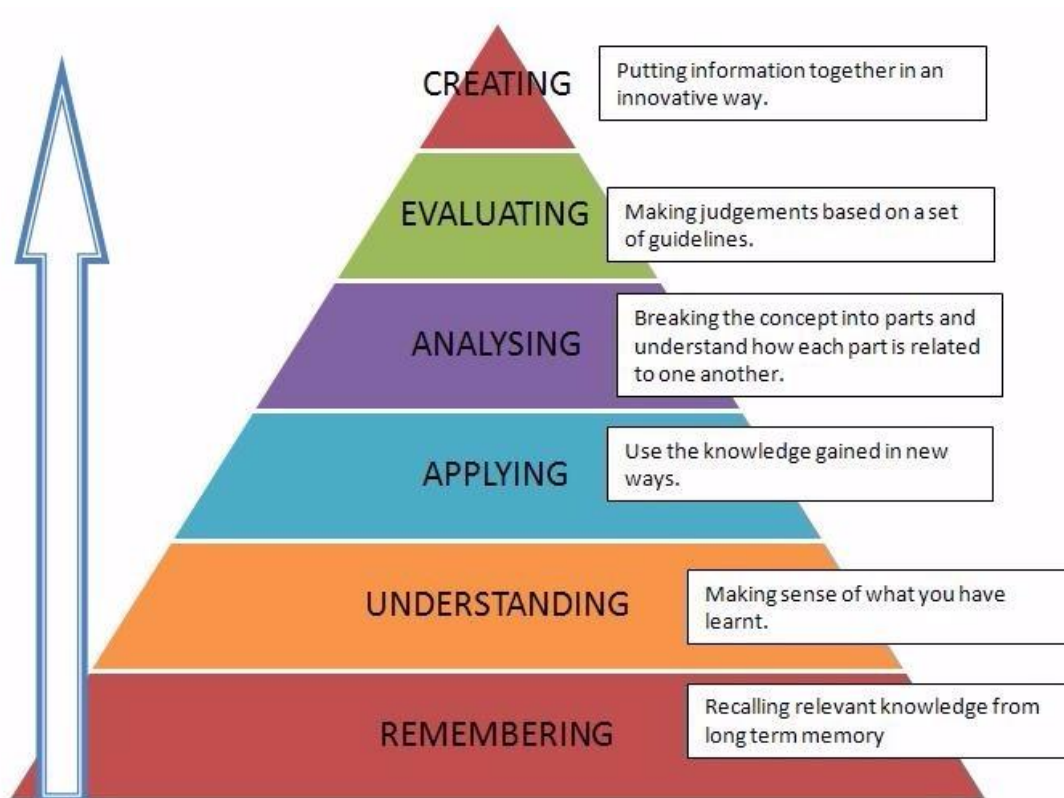 CREATING
Putting information together in an
innovative way.
EVALUATING
Making judgements based on a set
of guidelines.
ANALYSING
Breaking the concept into parts and
understand how each part is related
to one another.
APPLYING
Use the knowledge gained in new
ways.
UNDERSTANDING
Making sense of what you have
learnt.
REMEMBERING
Recalling relevant knowledge from
long term memory